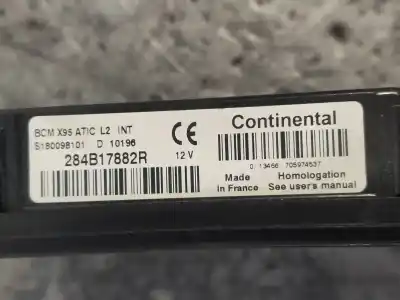 BCM X95 ATIC L2 INT
S180098101 D 10196
284B17882R
CE
12 V
Continental
0 13466 705974537
Made in France
Homologation
See user's manual